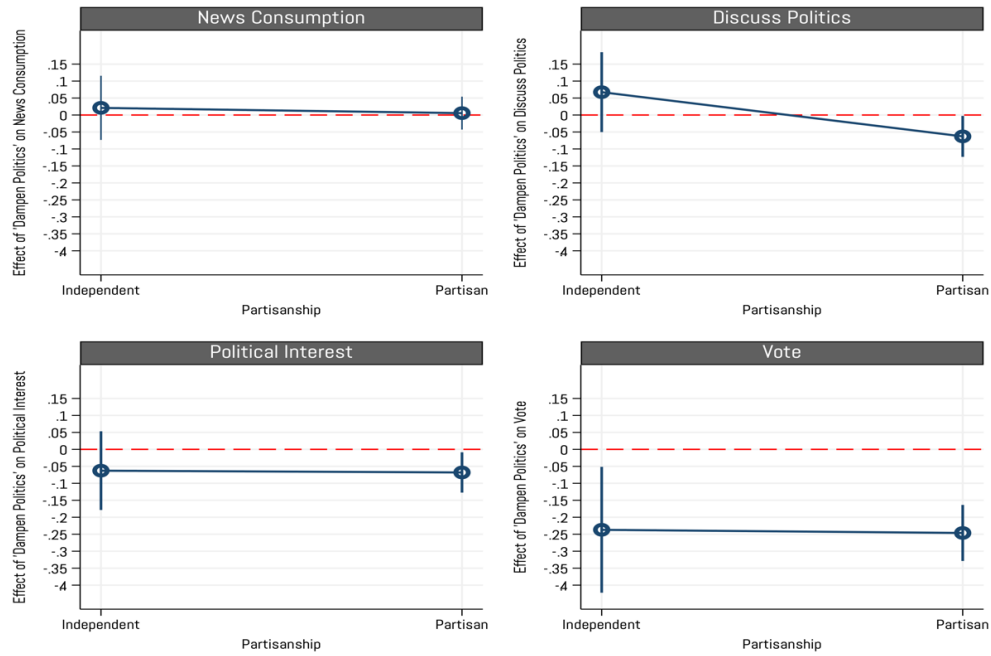 News Consumption
Effect of 'Dampen Politics' on News Consumption
.15
.1
.05
0
-.05
-.1
-.15
-.2
-.25
-.3
-.35
-.4
Independent
Partisan
Partisanship
Discuss Politics
Effect of 'Dampen Politics' on Discuss Politics
.15
.1
.05
0
-.05
-.1
-.15
-.2
-.25
-.3
-.35
-.4
Independent
Partisan
Partisanship
Political Interest
Effect of 'Dampen Politics' on Political Interest
.15
.1
.05
0
-.05
-.1
-.15
-.2
-.25
-.3
-.35
-.4
Independent
Partisan
Partisanship
Vote
Effect of 'Dampen Politics' on Vote
.15
.1
.05
0
-.05
-.1
-.15
-.2
-.25
-.3
-.35
-.4
Independent
Partisan
Partisanship